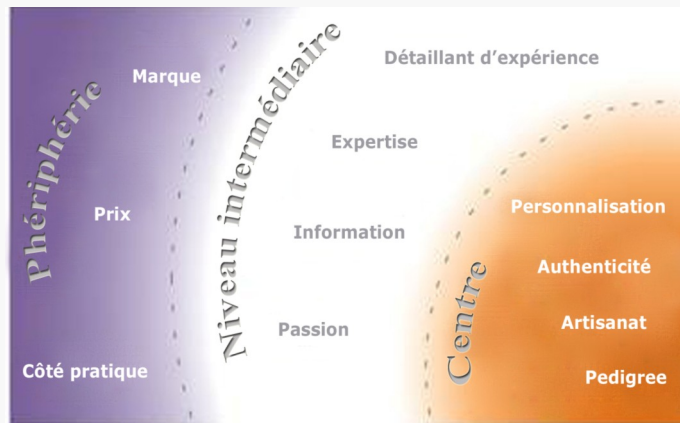 Phériphérie
Marque
Prix
Côté pratique
Niveau intermédiaire
Détaillant d’expérience
Expertise
Information
Passion
Centre
Personnalisation
Authenticité
Artisanat
Pedigree